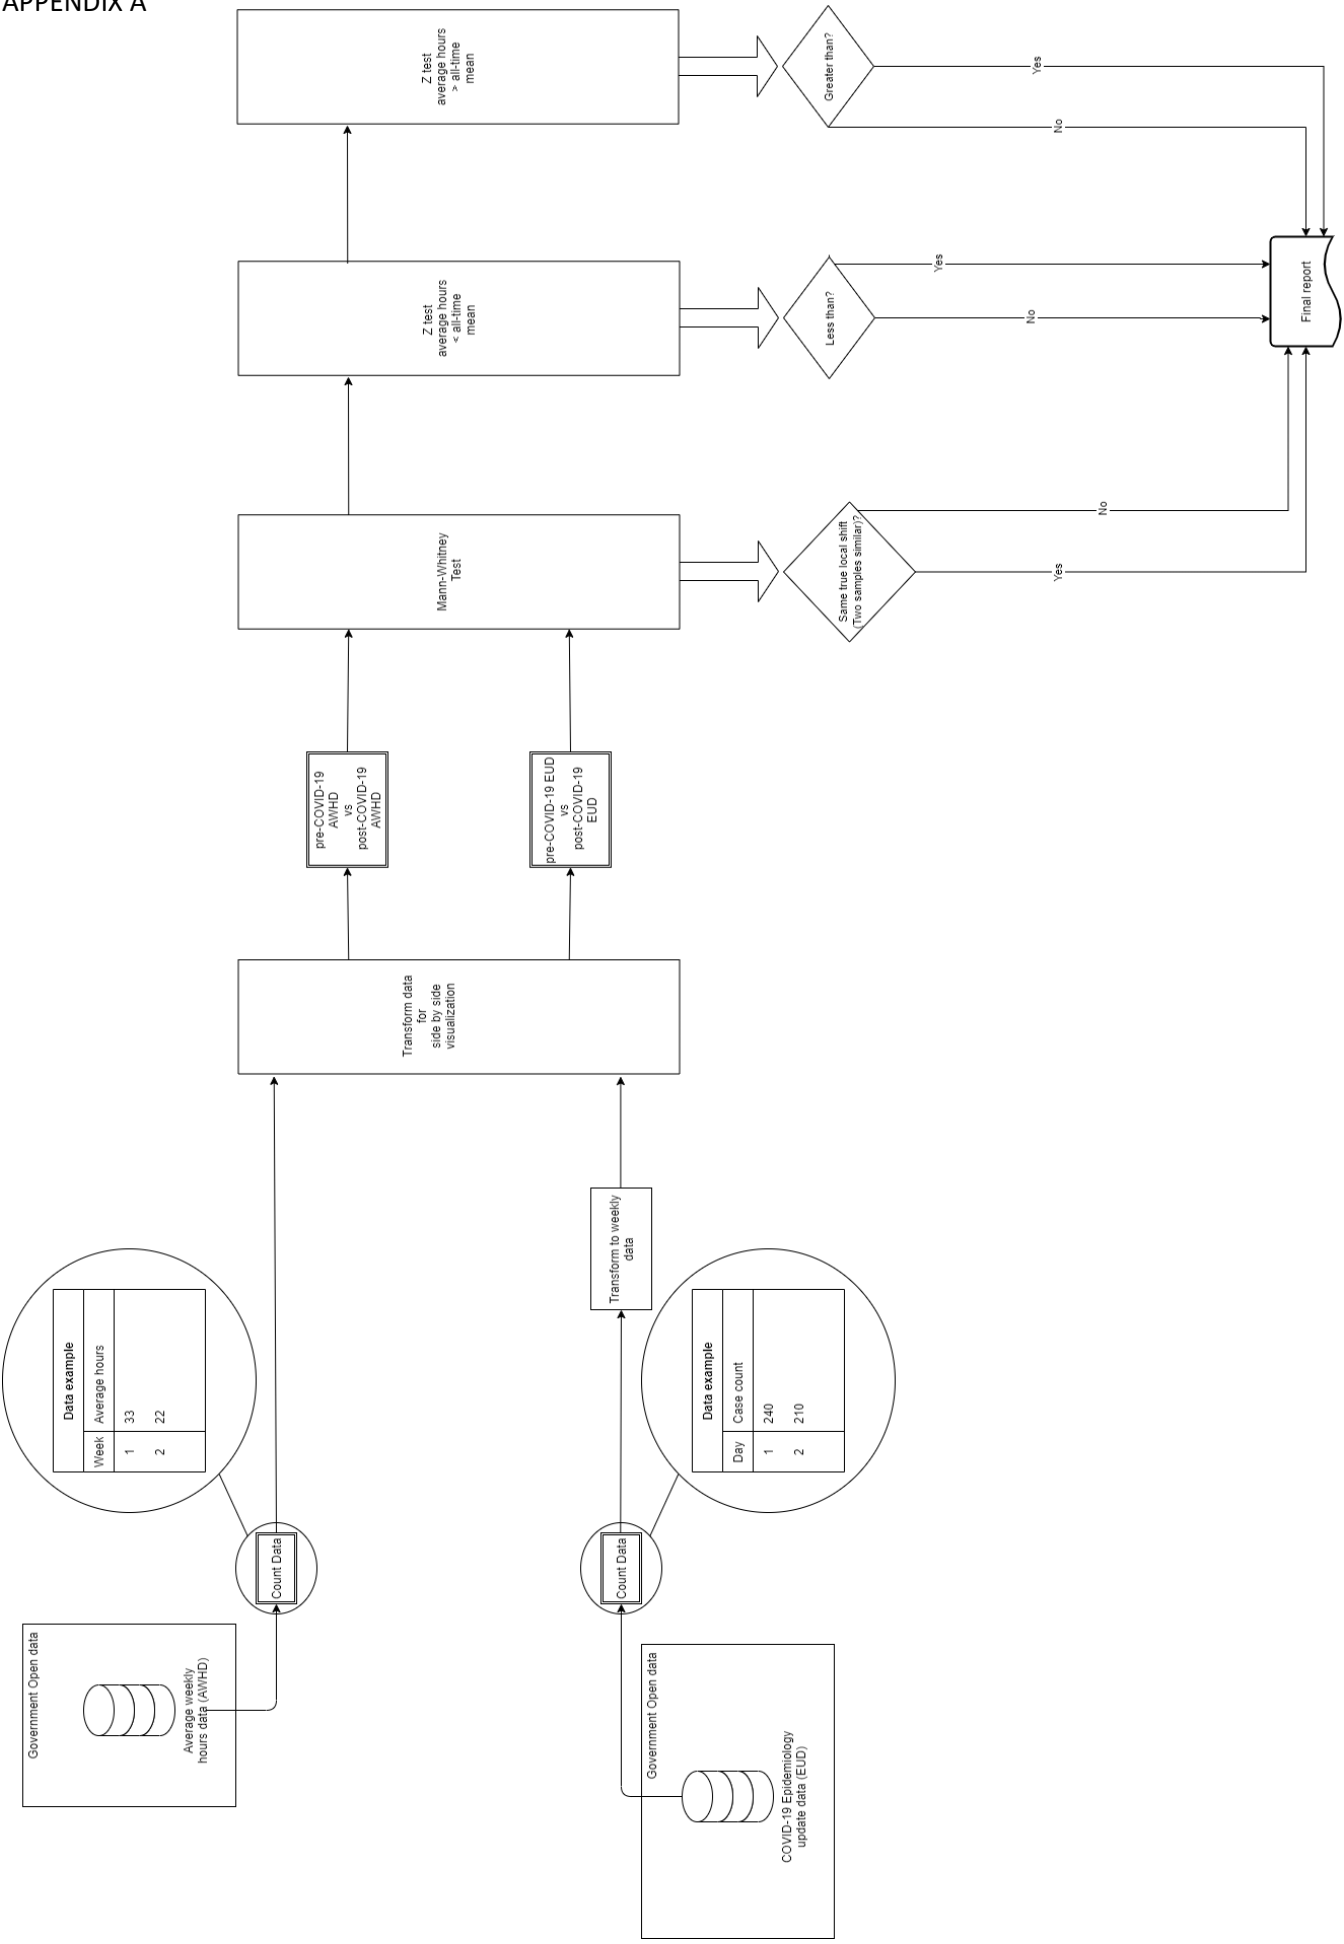 APPENDIX A
Government Open data
Average weekly
hours data (AWHD)
Count Data
Data example
Week
Average hours
1
33
2
22
Government Open data
COVID-19 Epidemiology
update data (EUD)
Count Data
Data example
Day
Case count
1
240
2
210
Transform to weekly
data
Transform data
for
side by side
visualization
pre-COVID-19
AWHD
vs
post-COVID-19
AWHD
pre-COVID-19 EUD
vs
post-COVID-19
EUD
Mann-Whitney
Test
Same true local shift
(Two samples similar)?
No
Yes
Z test
average hours
< all-time
mean
Less than?
Yes
No
Z test
average hours
> all-time
mean
Greater than?
Yes
No
Final report